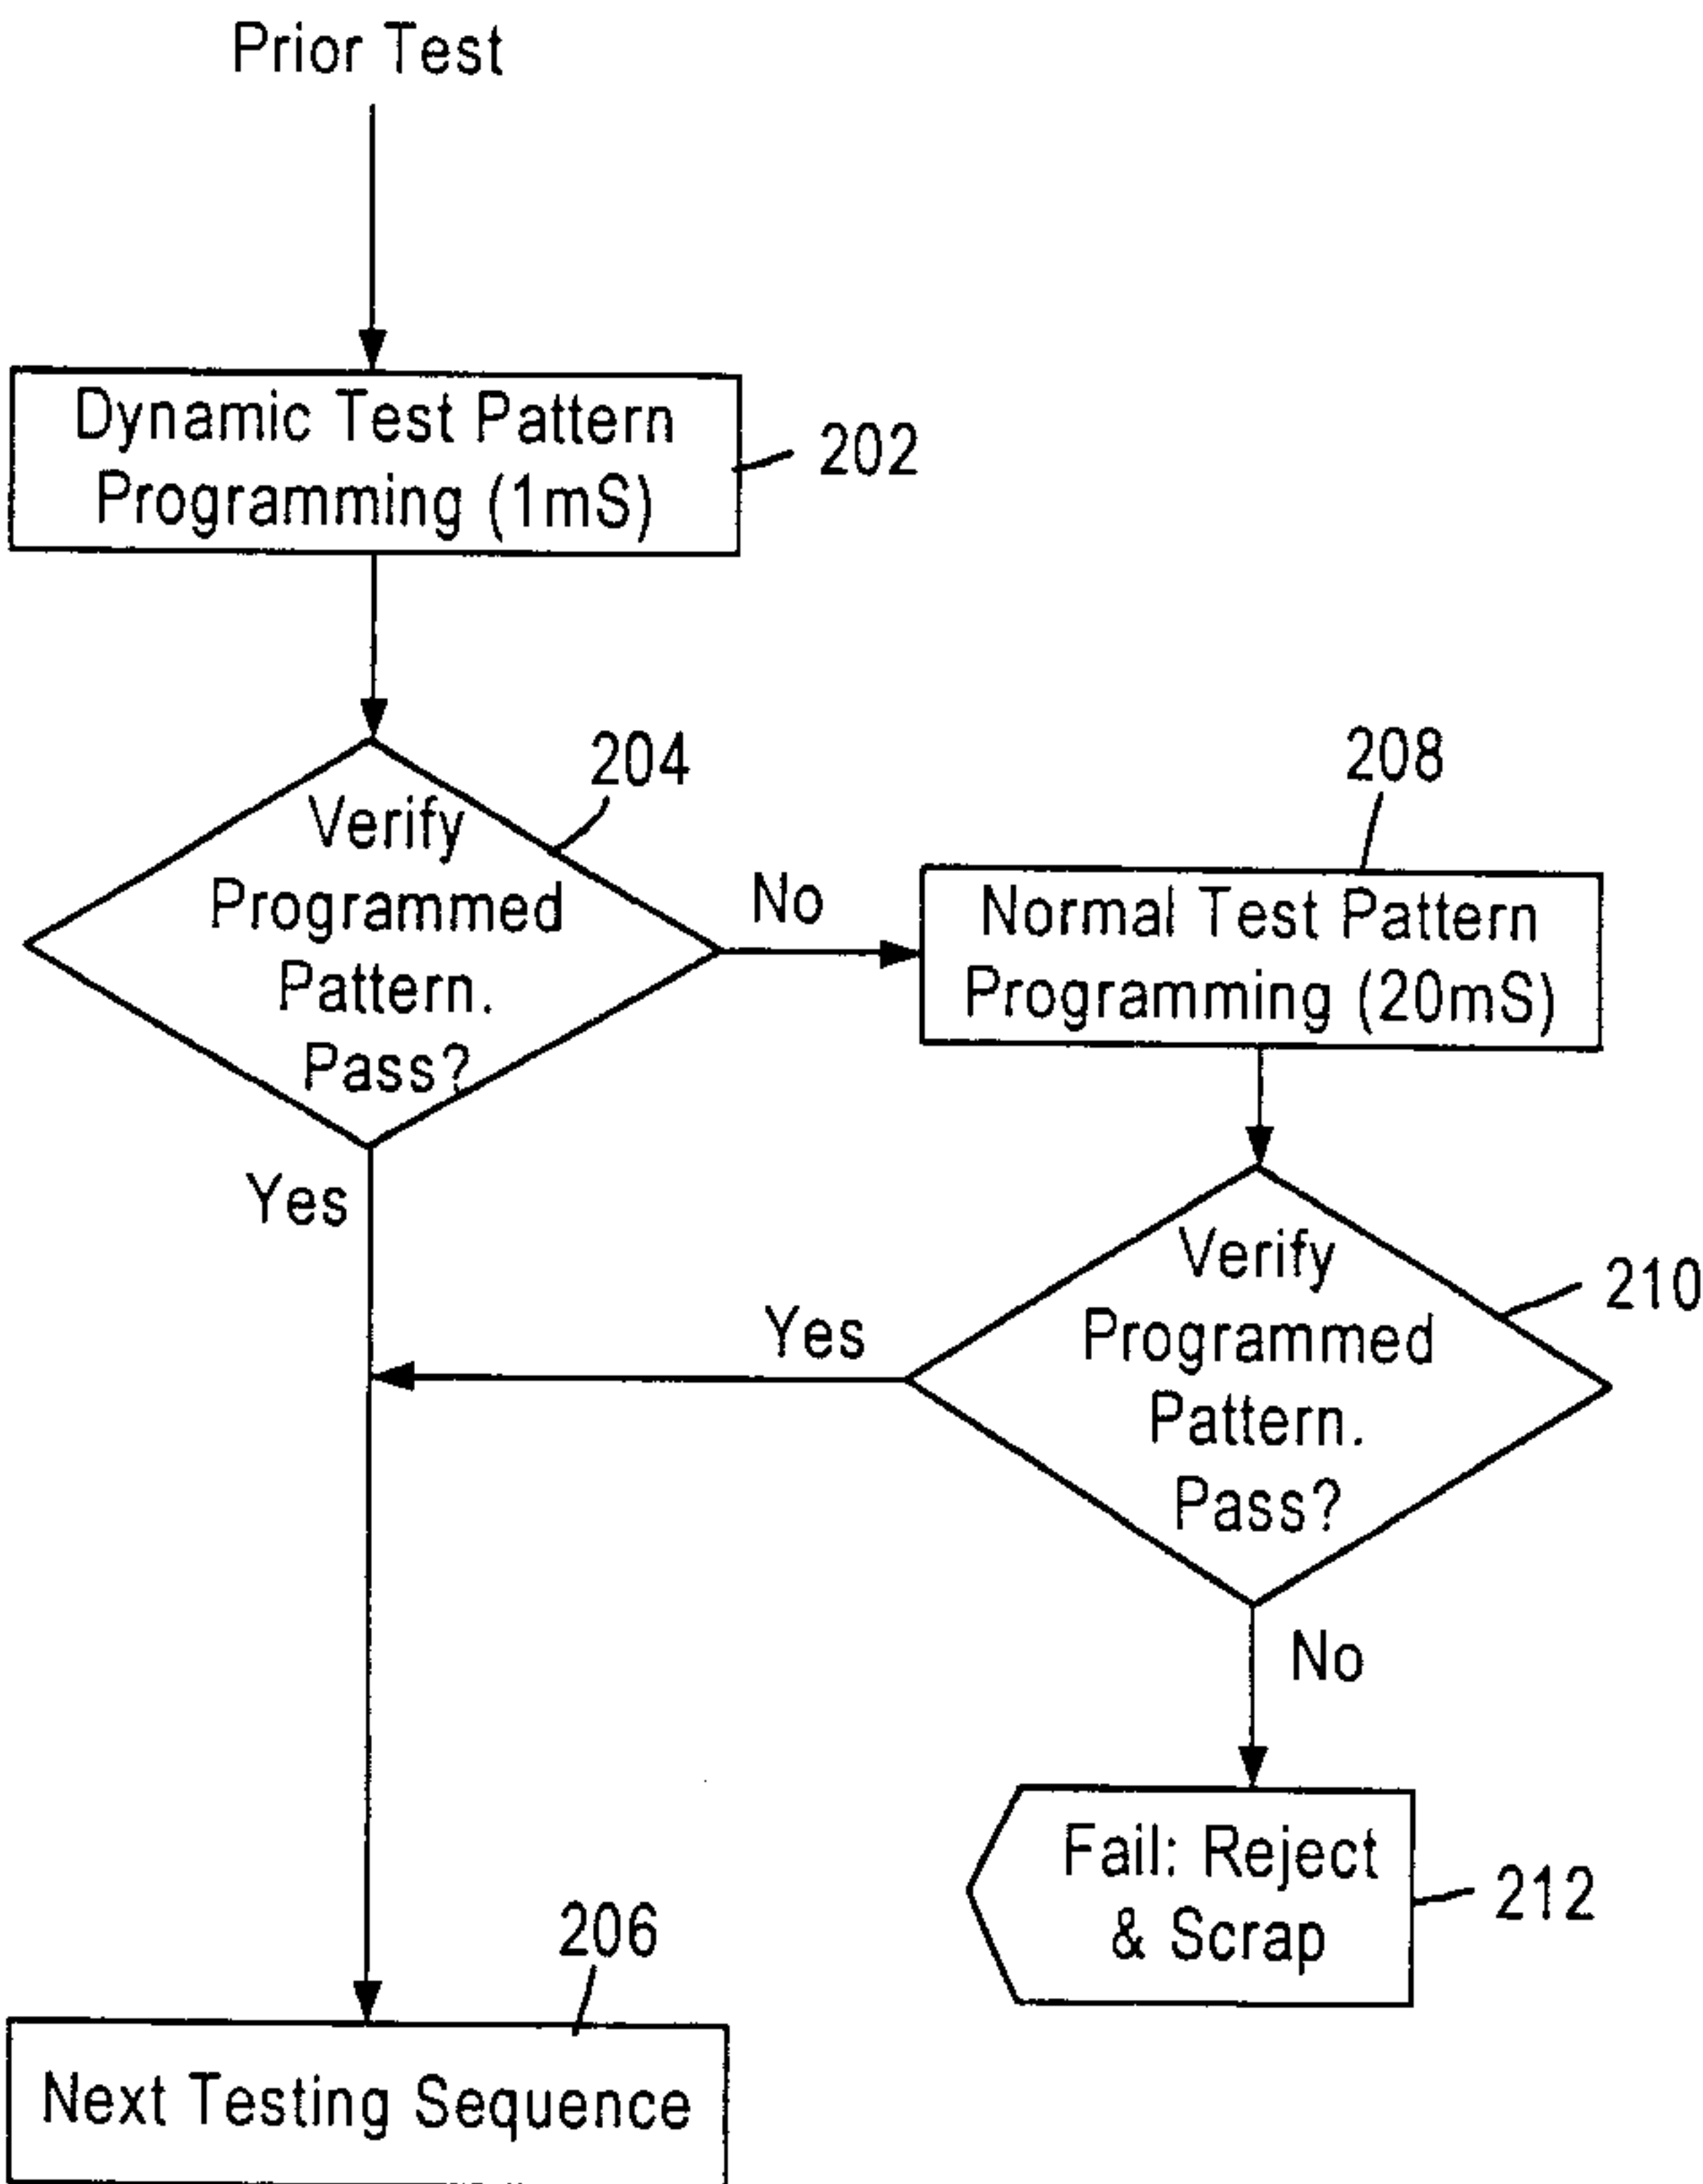 Prior Test
Dynamic Test Pattern
Programming (1mS)
202
204
Verify
Programmed
Pattern.
Pass?
No
Yes
208
Normal Test Pattern
Programming (20mS)
210
Verify
Programmed
Pattern.
Pass?
Yes
No
Fail: Reject
& Scrap
212
206
Next Testing Sequence